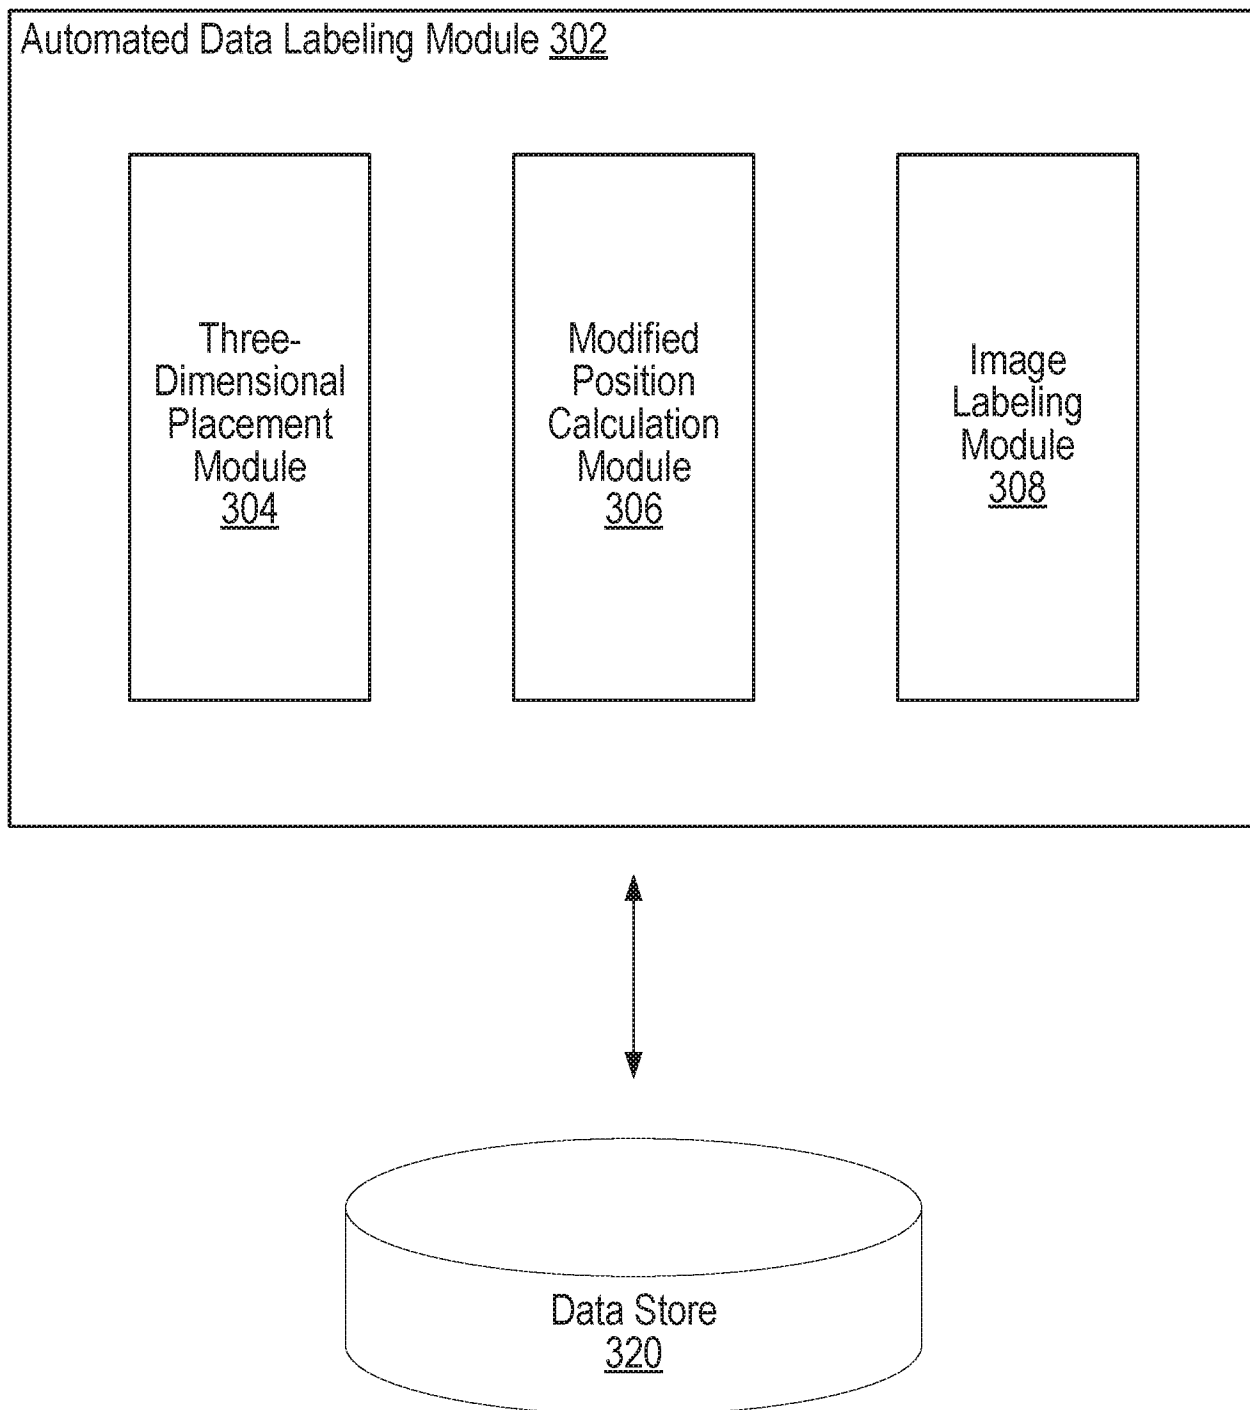 Automated Data Labeling Module 302
Three-
Dimensional
Placement
Module
304
Modified
Position
Calculation
Module
306
Image
Labeling
Module
308
Data Store
320